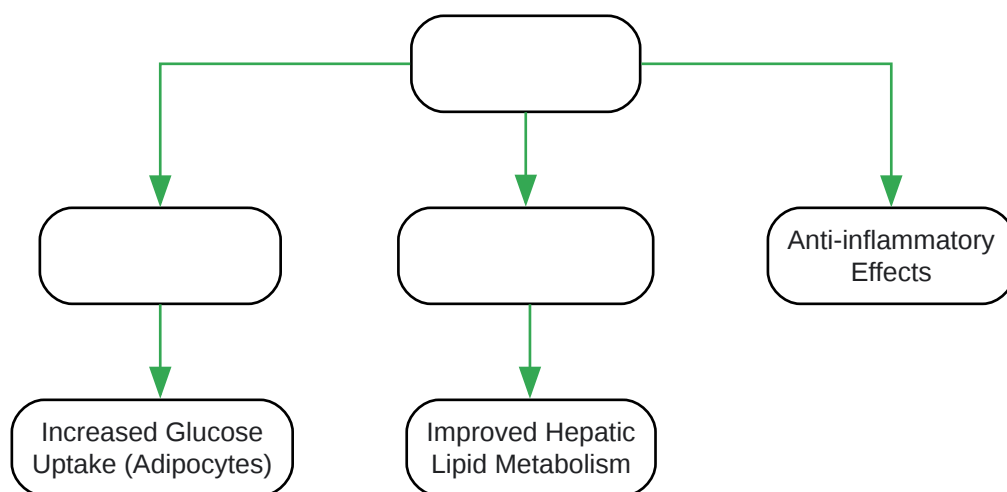 Anti-inflammatory
Effects
Increased Glucose
Uptake (Adipocytes)
Improved Hepatic
Lipid Metabolism